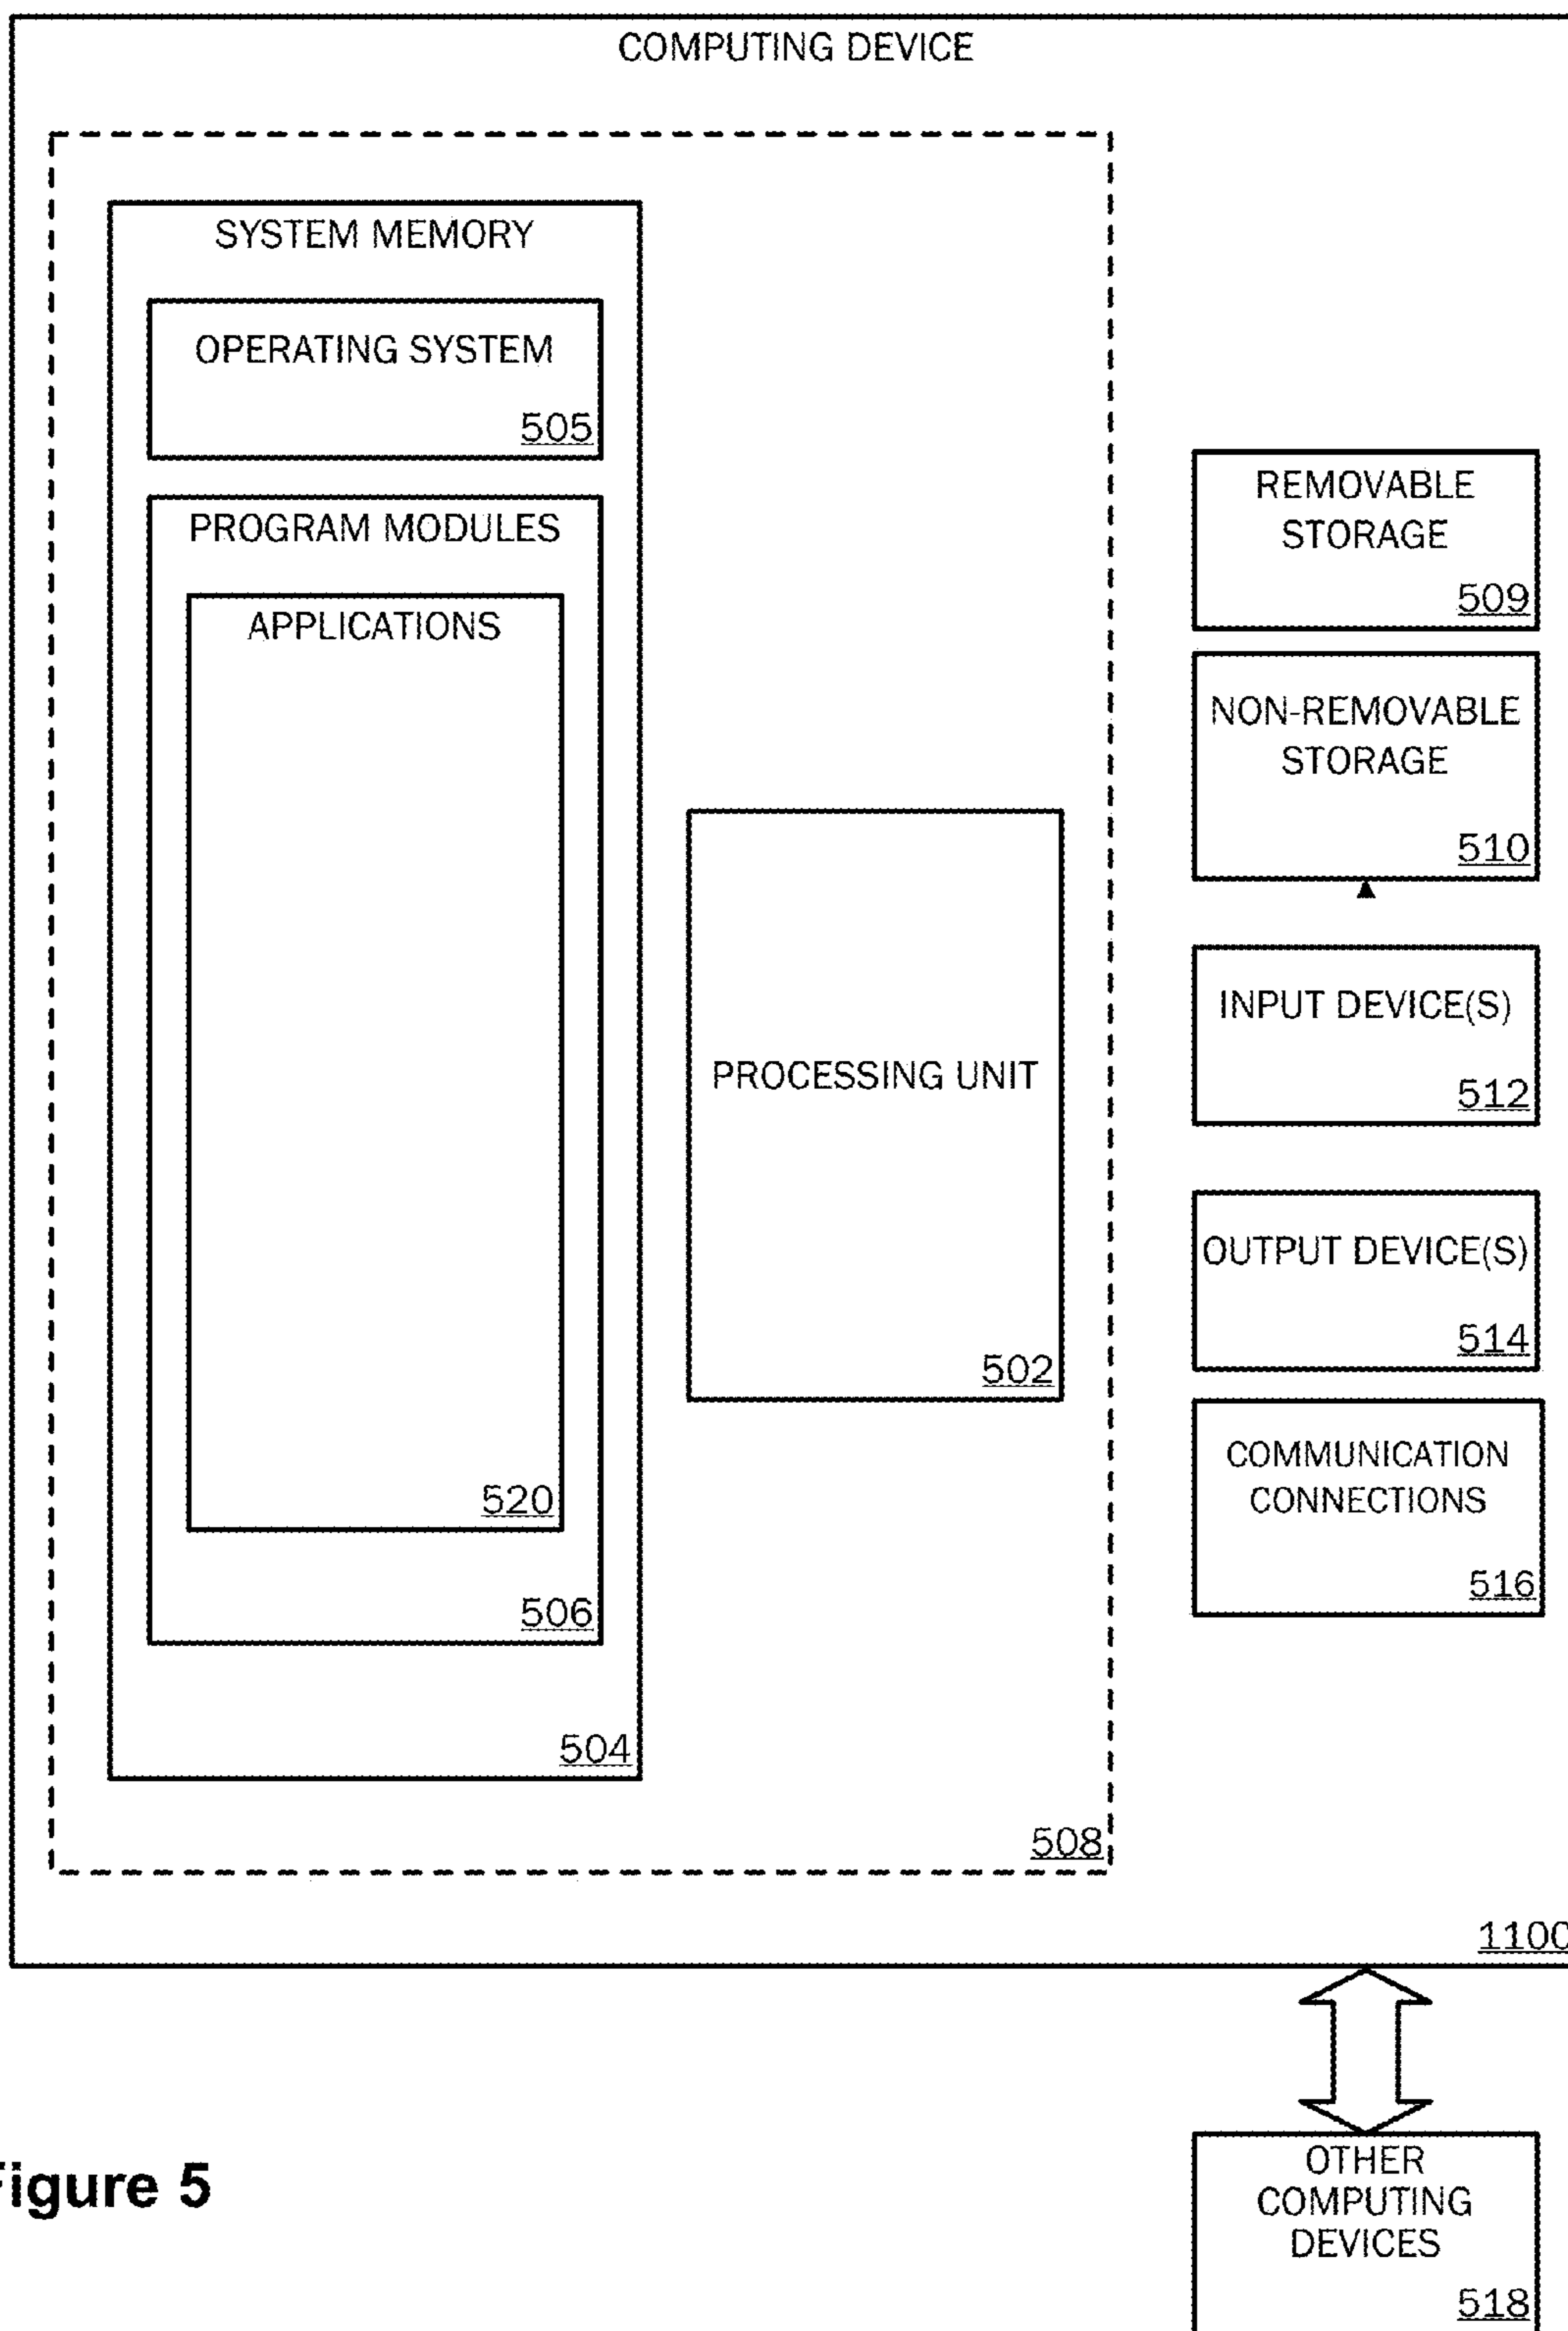 COMPUTING DEVICE
SYSTEM MEMORY
OPERATING SYSTEM
505
PROGRAM MODULES
APPLICATIONS
520
506
504
PROCESSING UNIT
502
508
REMOVABLE
STORAGE
509
NON-REMOVABLE
STORAGE
510
INPUT DEVICE(S)
512
OUTPUT DEVICE(S)
514
COMMUNICATION
CONNECTIONS
516
1100
OTHER
COMPUTING
DEVICES
518
Figure 5